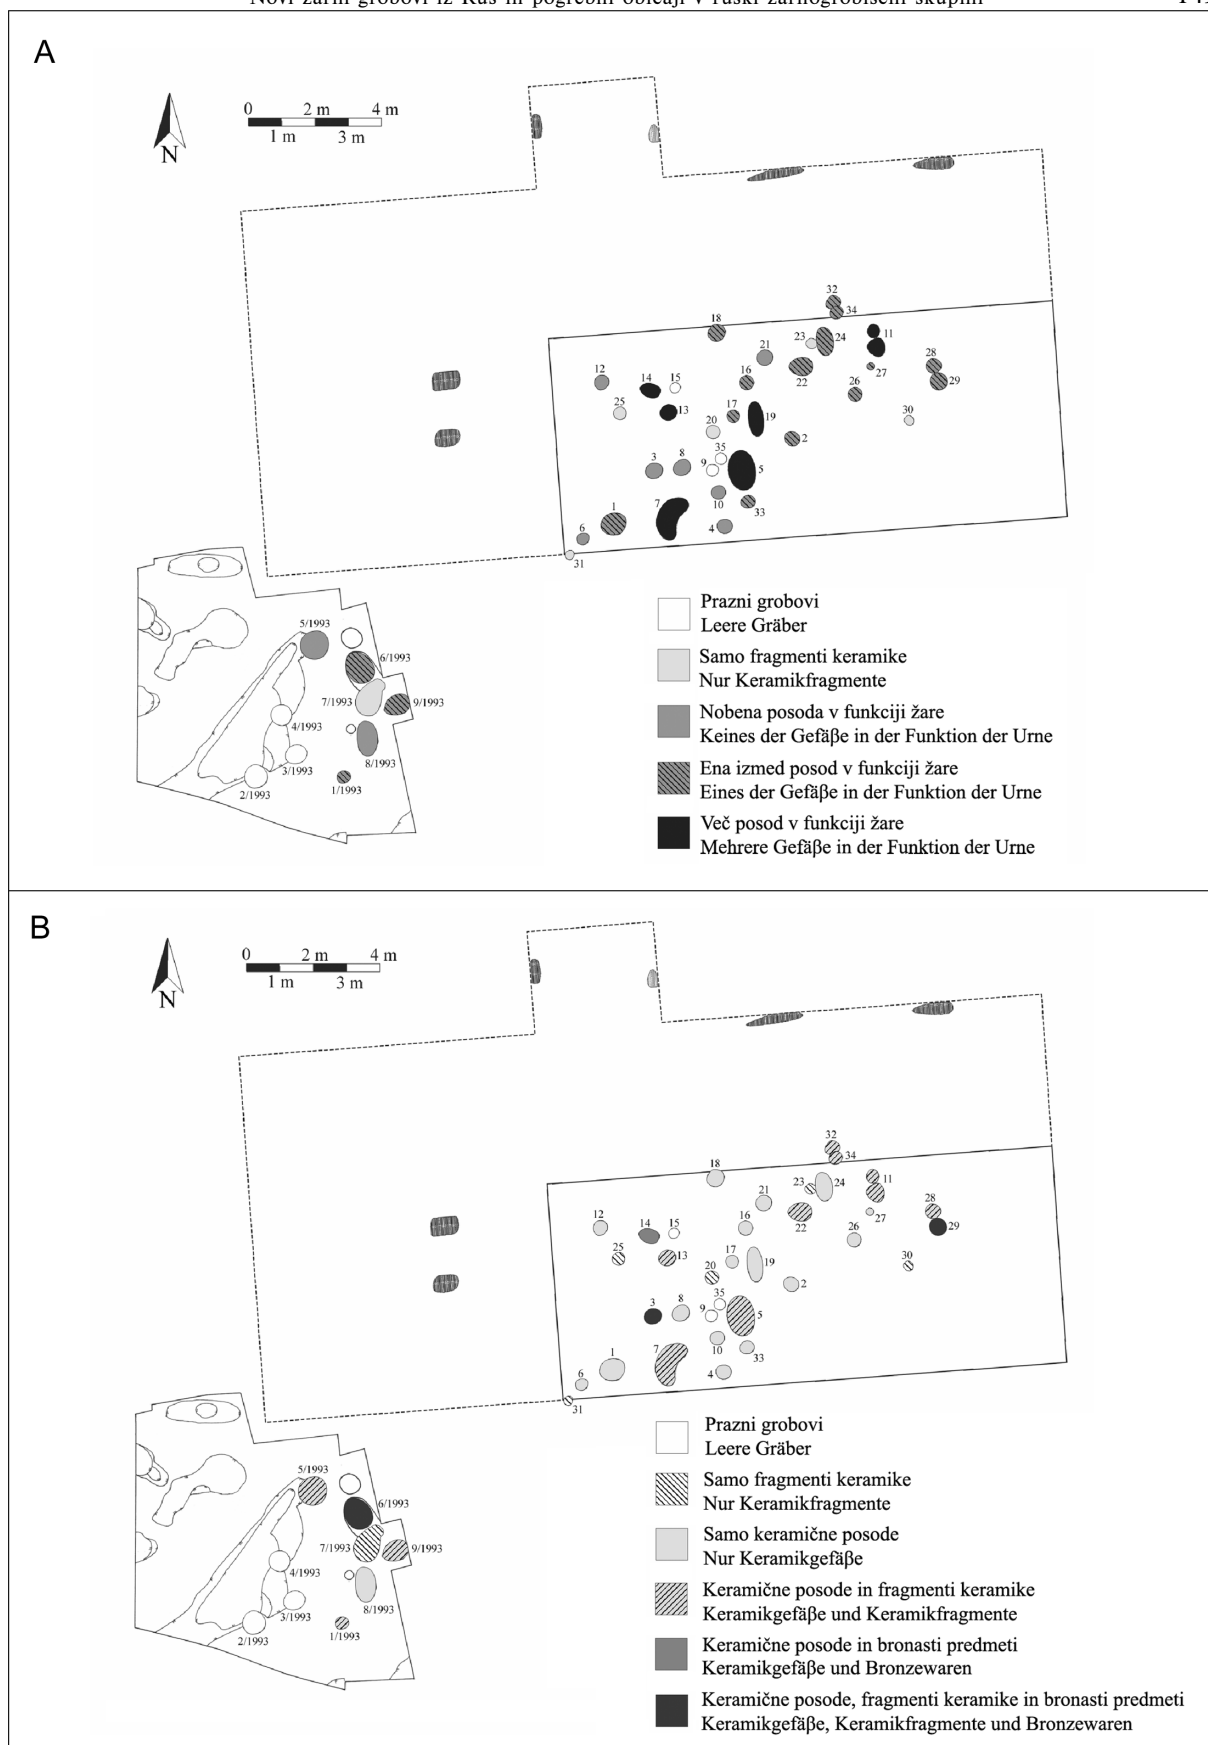 Novi žarni grobovi iz Ruš in pogrebni običaji v ruški žarnogrobiščni skupini
A
0 2 m 4 m
1 m 3 m
N
32
34
18
11
23
24
21
28
12
14
15
16
22
27
29
26
25
13
17
19
30
20
2
35
3
8
9
5
10
33
1
7
4
6
31
5/1993
6/1993
7/1993
9/1993
4/1993
3/1993
8/1993
2/1993
1/1993
Prazni grobovi
Leere Gräber
Samo fragmenti keramike
Nur Keramikfragmente
Nobena posoda v funkciji žare
Keines der Gefäβe in der Funktion der Urne
Ena izmed posod v funkciji žare
Eines der Gefäβe in der Funktion der Urne
Več posod v funkciji žare
Mehrere Gefäβe in der Funktion der Urne
B
0 2 m 4 m
1 m 3 m
N
32
34
18
11
23
24
21
28
12
14
15
16
22
27
29
26
25
13
17
19
30
20
2
35
3
8
9
5
10
33
1
7
4
6
31
5/1993
6/1993
7/1993
9/1993
4/1993
3/1993
8/1993
2/1993
1/1993
Prazni grobovi
Leere Gräber
Samo fragmenti keramike
Nur Keramikfragmente
Samo keramične posode
Nur Keramikgefäβe
Keramične posode in fragmenti keramike
Keramikgefäβe und Keramikfragmente
Keramične posode in bronasti predmeti
Keramikgefäβe und Bronzewaren
Keramične posode, fragmenti keramike in bronasti predmeti
Keramikgefäβe, Keramikfragmente und Bronzewaren